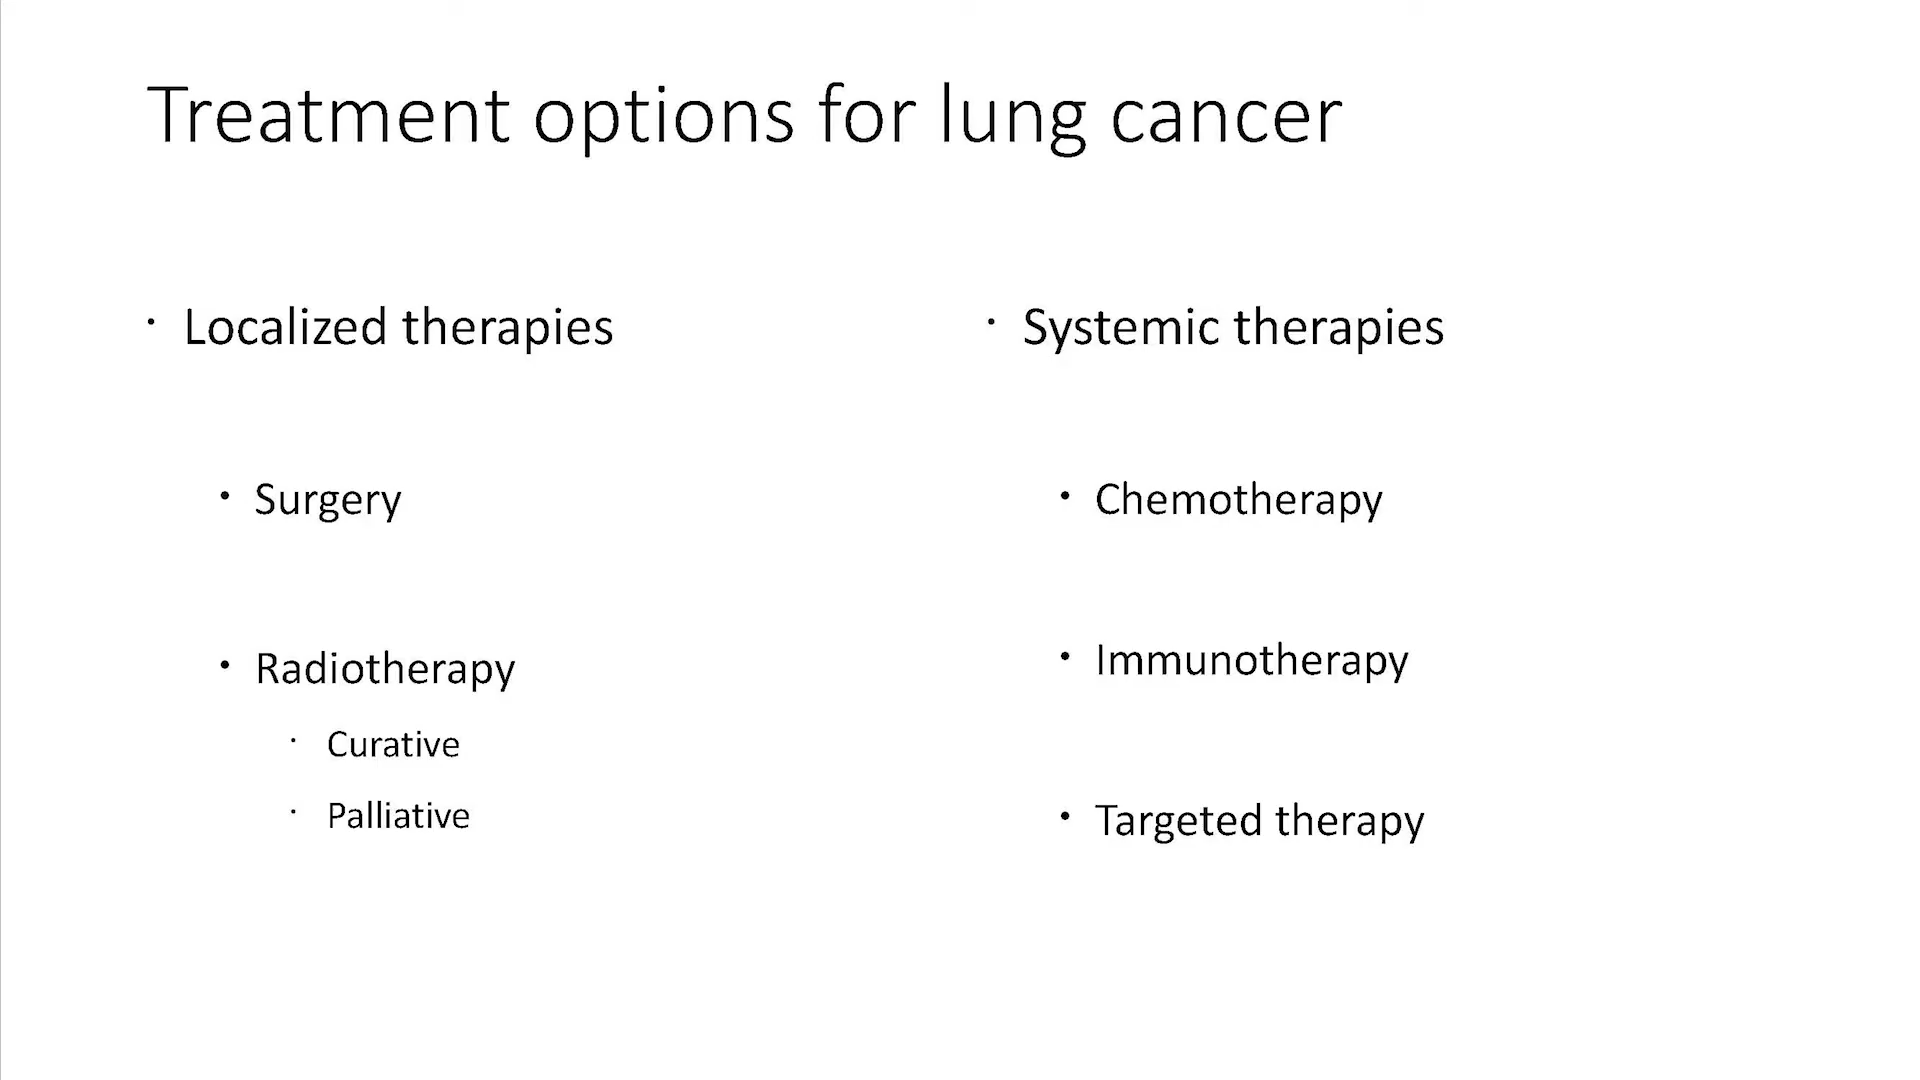 Treatment options for lung cancer
• Localized therapies
• Surgery
• Radiotherapy
• Curative
• Palliative
• Systemic therapies
• Chemotherapy
• Immunotherapy
• Targeted therapy